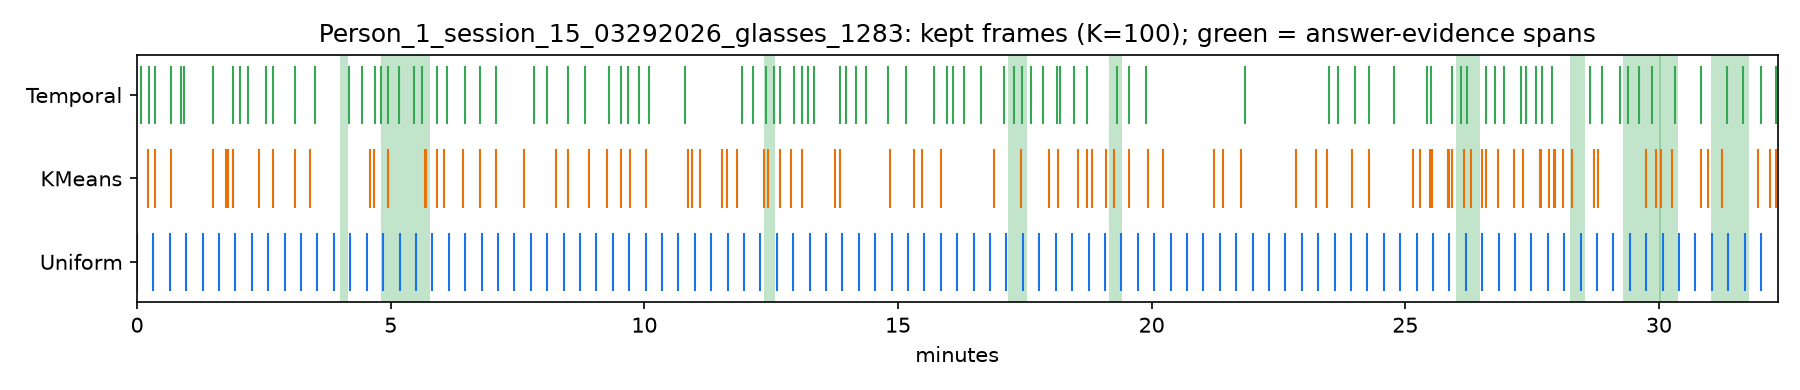 Person_1_session_15_03292026_glasses_1283: kept frames (K=100); green = answer-evidence spans
Temporal
KMeans
Uniform
0 5 10 15 20 25 30
minutes